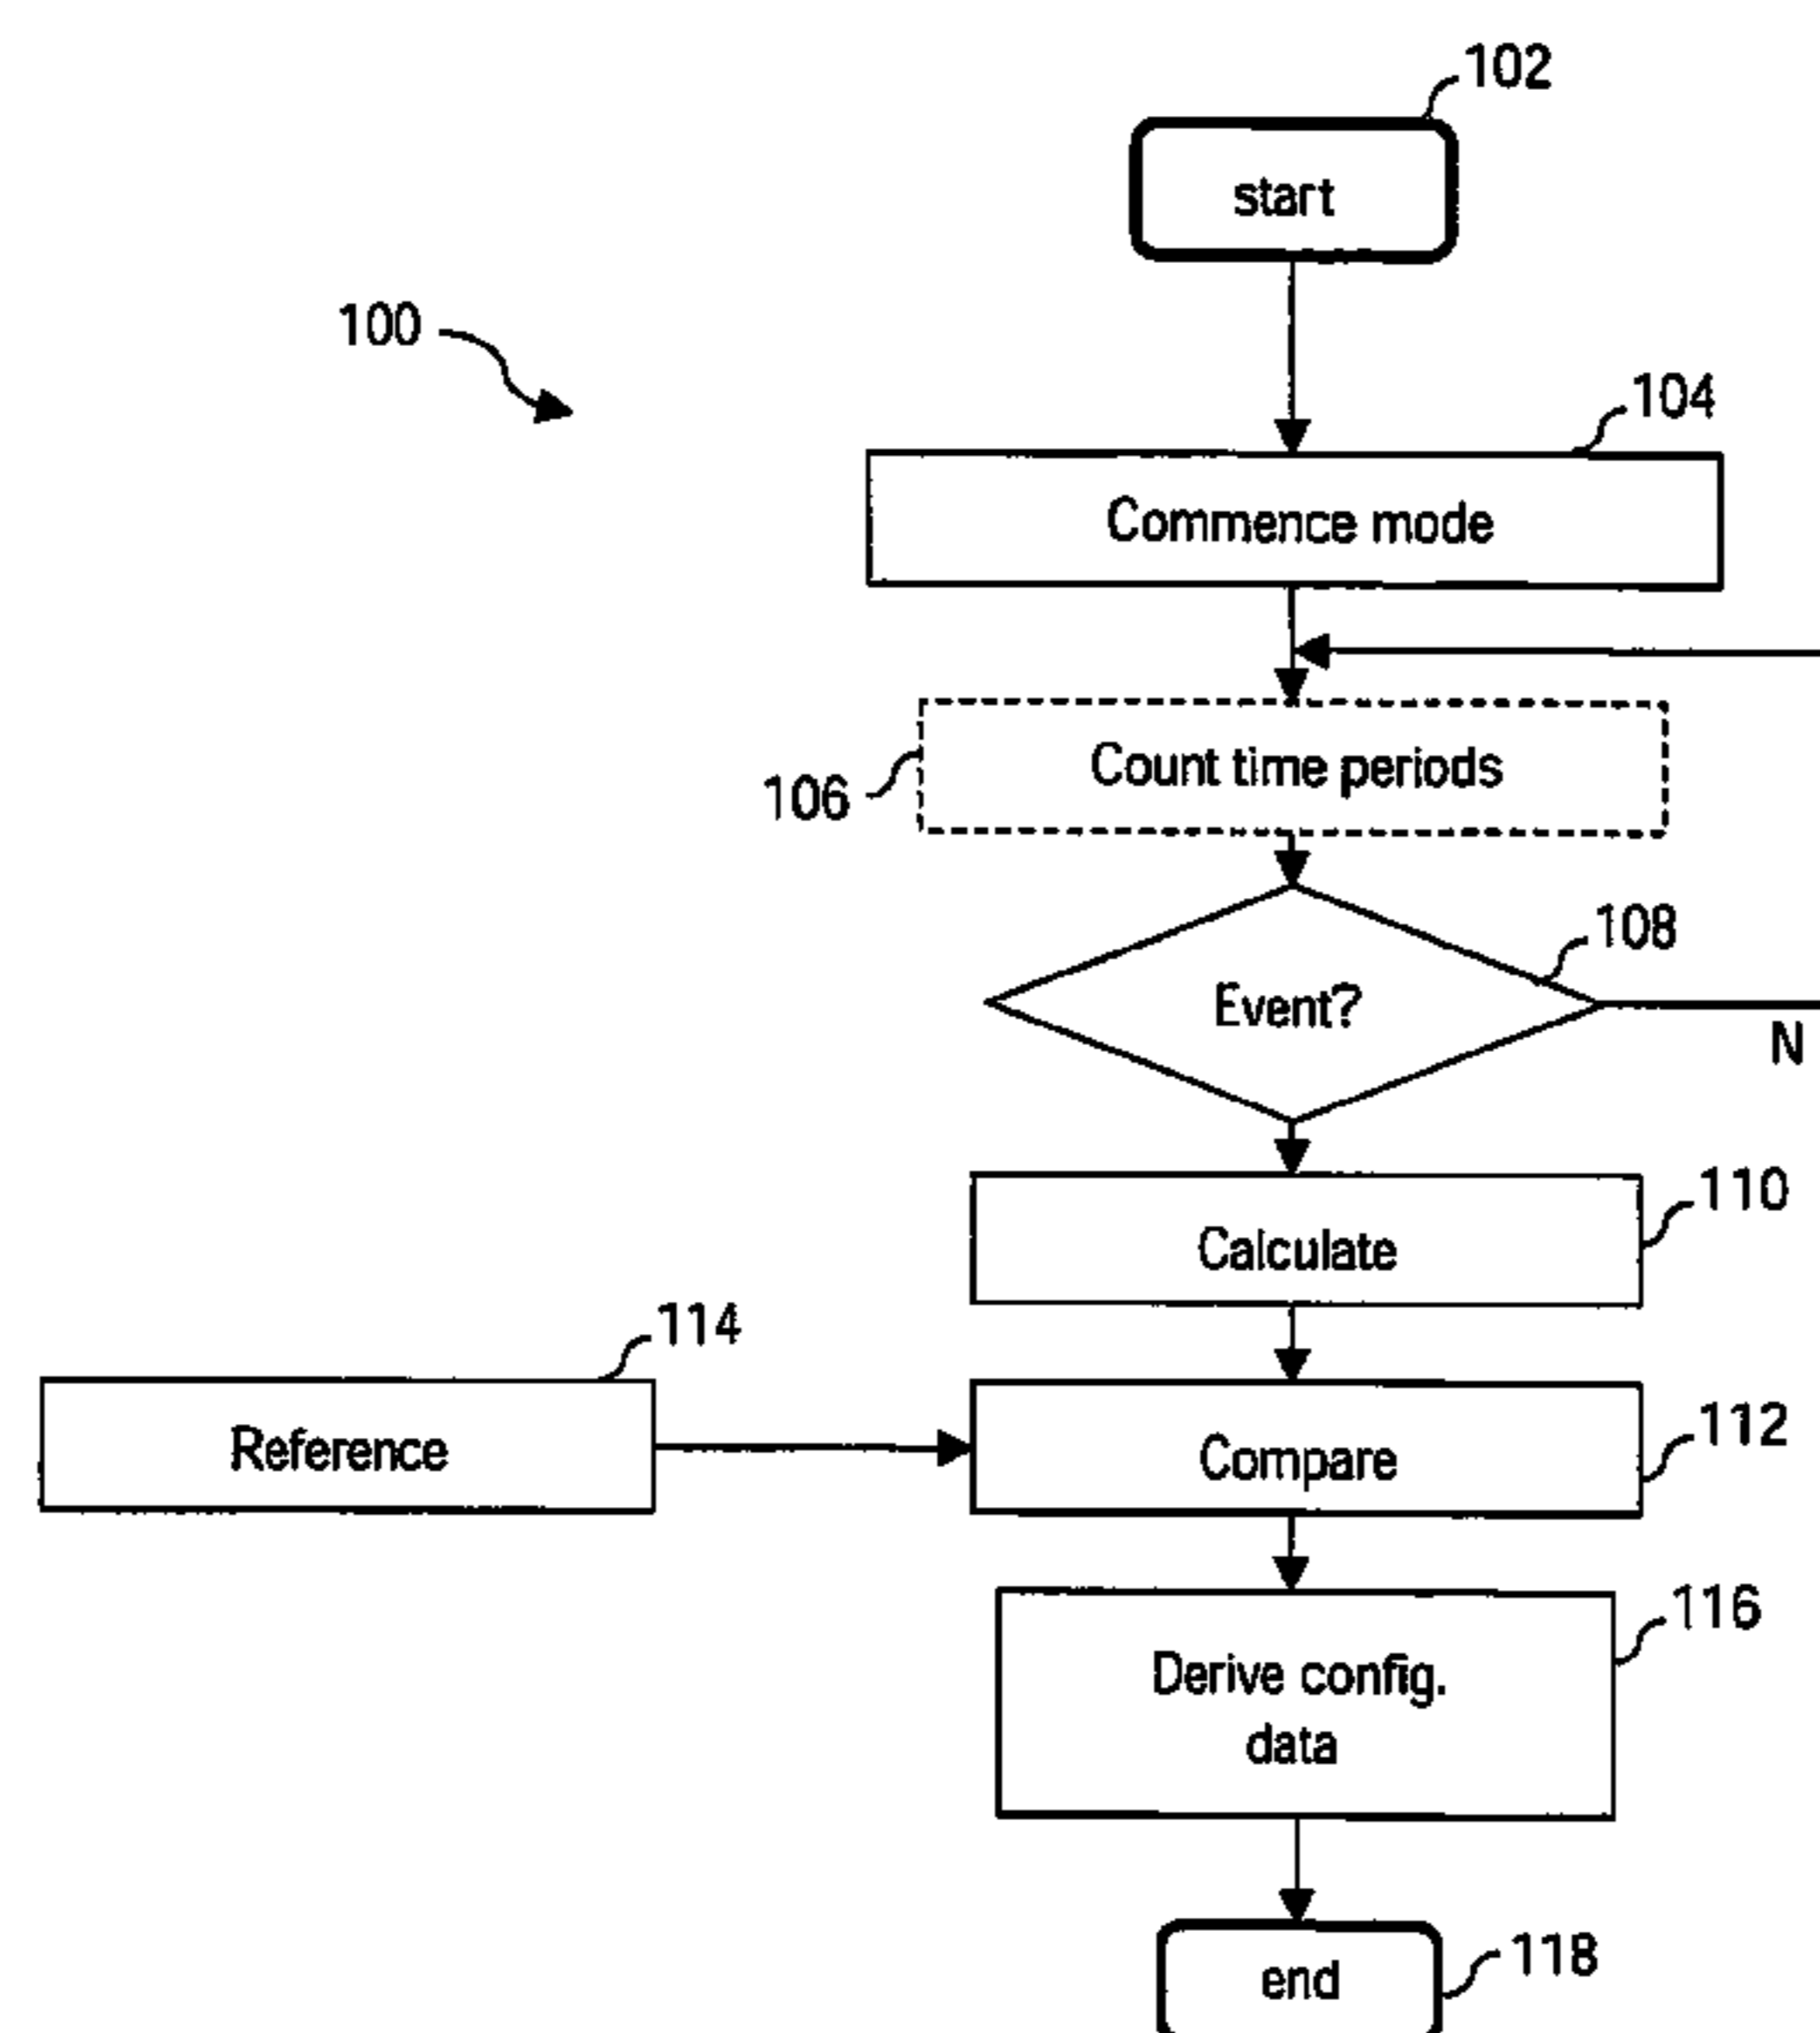 102
start
100
104
Commence mode
Count time periods
106
108
Event?
N
110
Calculate
114
Reference
112
Compare
116
Derive config.
data
end
118